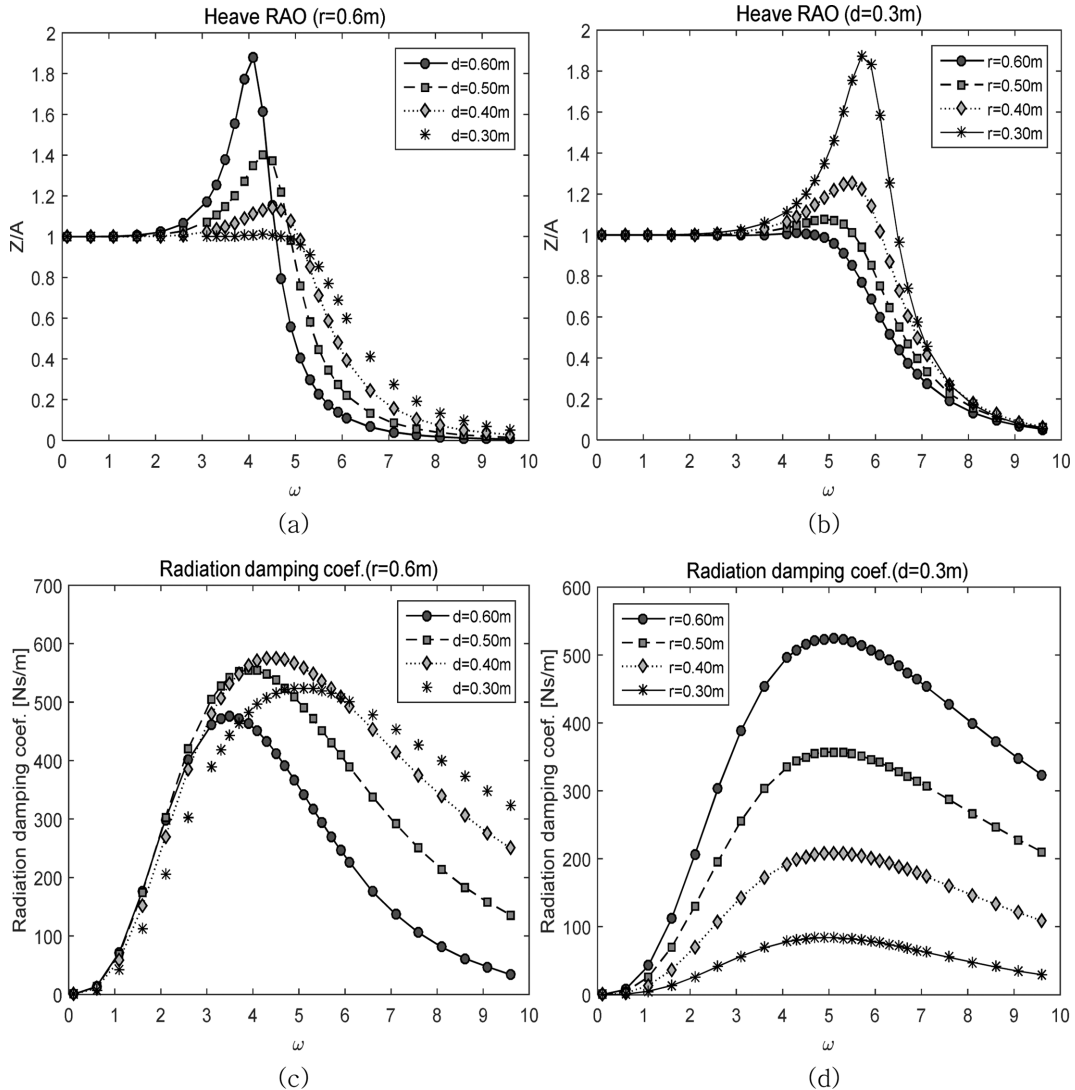 Heave RAO (r=0.6m)
2
1.8
1.6
1.4
1.2
1
0.8
0.6
0.4
0.2
0
Z/A
d=0.60m
d=0.50m
d=0.40m
d=0.30m
0 1 2 3 4 5 6 7 8 9 10
ω
(a)
Heave RAO (d=0.3m)
2
1.8
1.6
1.4
1.2
1
0.8
0.6
0.4
0.2
0
Z/A
r=0.60m
r=0.50m
r=0.40m
r=0.30m
0 1 2 3 4 5 6 7 8 9 10
ω
(b)
Radiation damping coef.(r=0.6m)
700
600
500
400
300
200
100
0
Radiation damping coef. [Ns/m]
d=0.60m
d=0.50m
d=0.40m
d=0.30m
0 1 2 3 4 5 6 7 8 9 10
ω
(c)
Radiation damping coef.(d=0.3m)
600
500
400
300
200
100
0
Radiation damping coef. [Ns/m]
r=0.60m
r=0.50m
r=0.40m
r=0.30m
0 1 2 3 4 5 6 7 8 9 10
ω
(d)